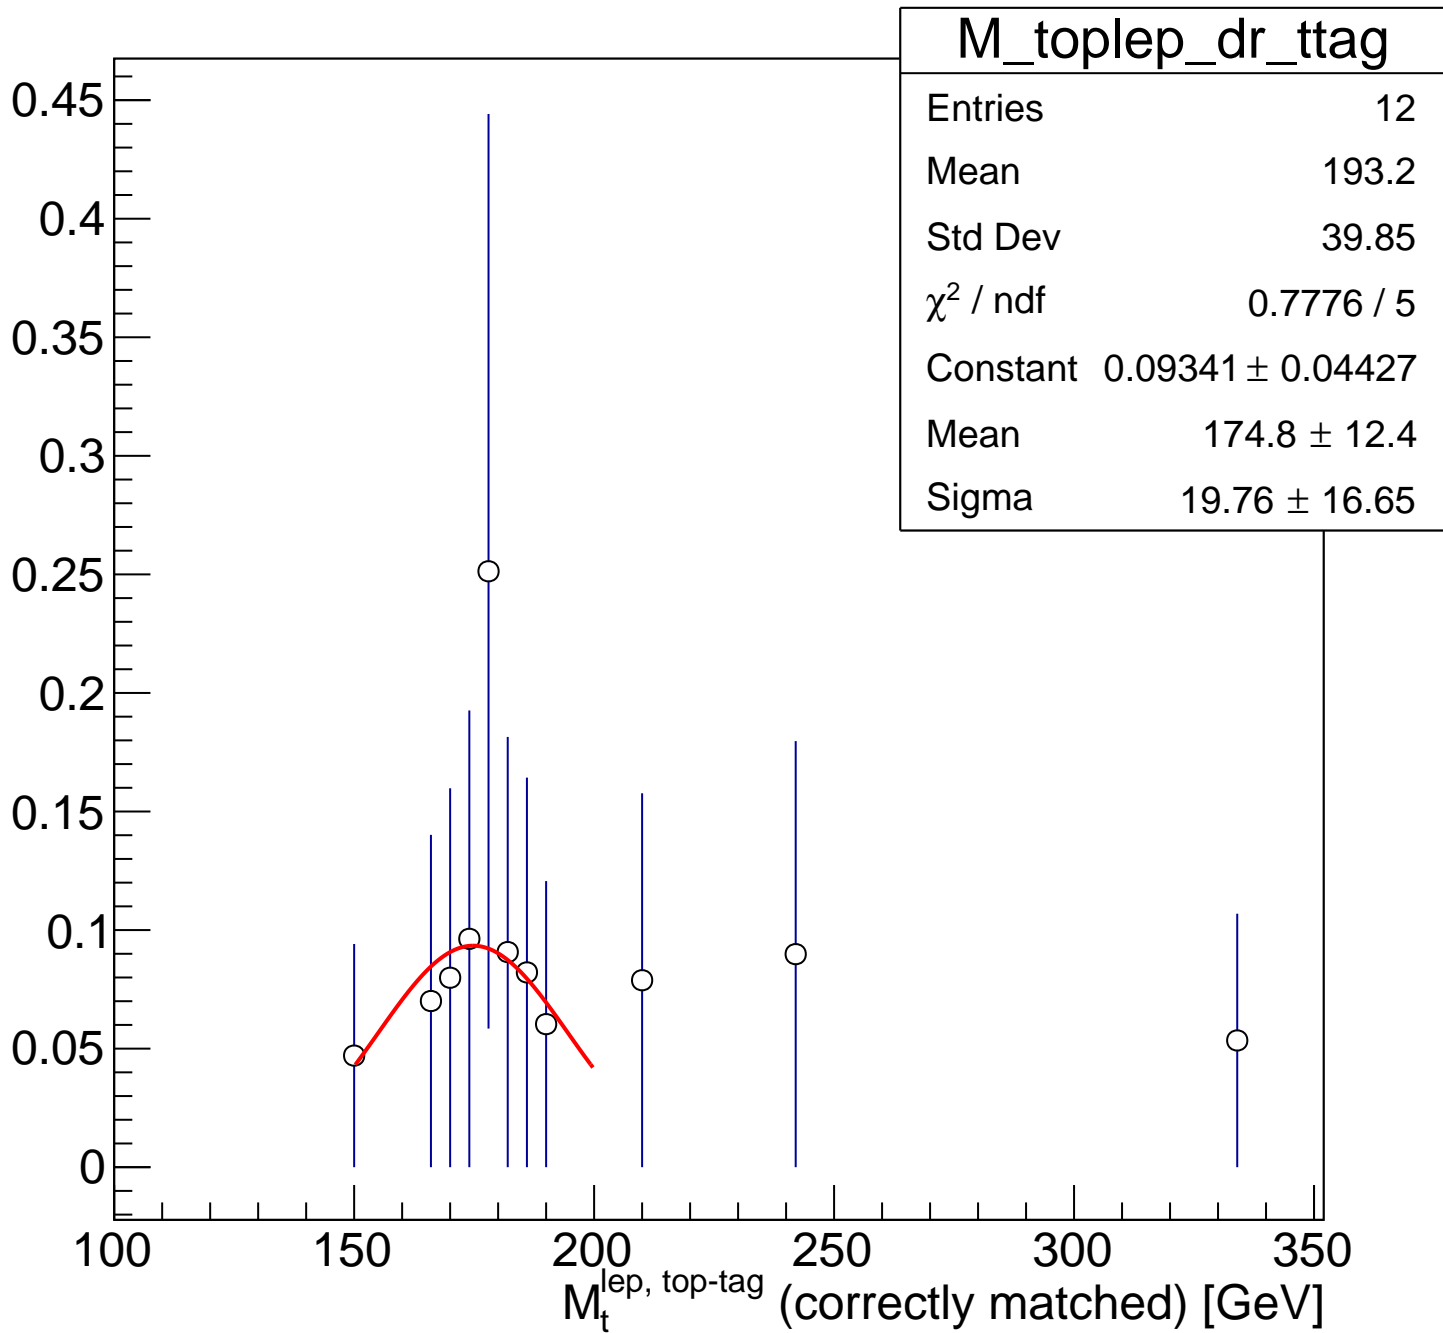 M_toplep_dr_ttag
Entries 12
Mean 193.2
Std Dev 39.85
χ² / ndf 0.7776 / 5
Constant 0.09341 ± 0.04427
Mean 174.8 ± 12.4
Sigma 19.76 ± 16.65
0.45
0.4
0.35
0.3
0.25
0.2
0.15
0.1
0.05
0
100 150 200 250 300 350
M_t^{lep, top-tag} (correctly matched) [GeV]